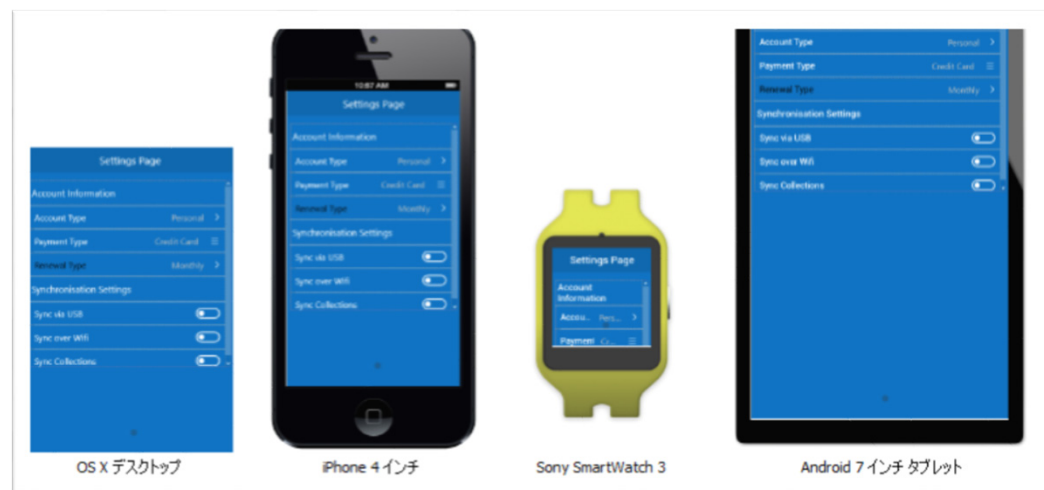 Settings Page
Account Information
Account Type Personal >
Payment Type Credit Card ☰
Renewal Type Monthly >
Synchronisation Settings
Sync via USB
Sync over Wifi
Sync Collections
OS X デスクトップ
10:87 AM
Settings Page
Account Information
Account Type Personal >
Payment Type Credit Card ☰
Renewal Type Monthly >
Synchronisation Settings
Sync via USB
Sync over Wifi
Sync Collections
iPhone 4 インチ
Settings Page
Account
Information
Accou... Pers... >
Payment Cr... ☰
Sony SmartWatch 3
Account Type Personal >
Payment Type Credit Card ☰
Renewal Type Monthly >
Synchronisation Settings
Sync via USB
Sync over Wifi
Sync Collections
Android 7 インチ タブレット